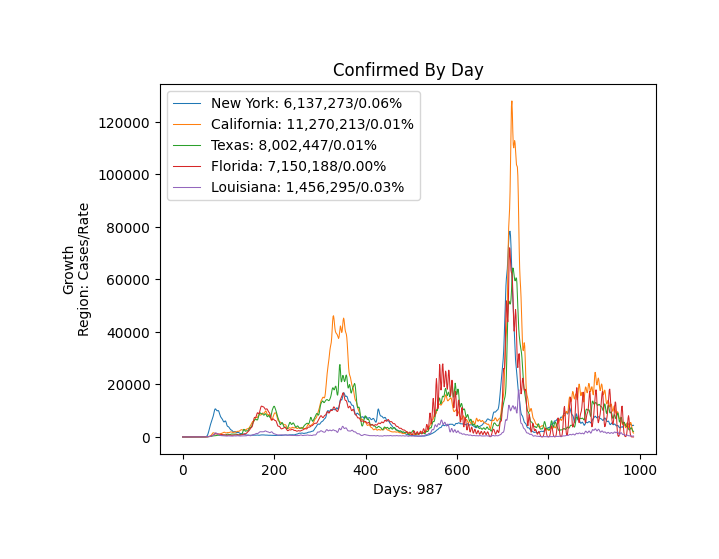 Confirmed By Day
New York: 6,137,273/0.06%
California: 11,270,213/0.01%
Texas: 8,002,447/0.01%
Florida: 7,150,188/0.00%
Louisiana: 1,456,295/0.03%
120000
100000
80000
60000
40000
20000
0
Growth
Region: Cases/Rate
0 200 400 600 800 1000
Days: 987